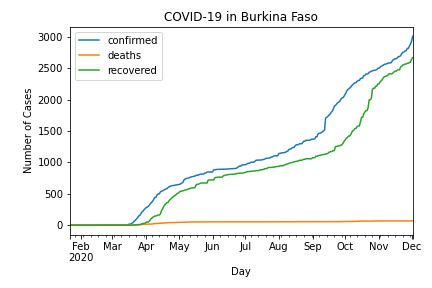 COVID-19 in Burkina Faso
confirmed
deaths
recovered
3000
2500
2000
1500
1000
500
0
Number of Cases
Feb Mar Apr May Jun Jul Aug Sep Oct Nov Dec
2020
Day